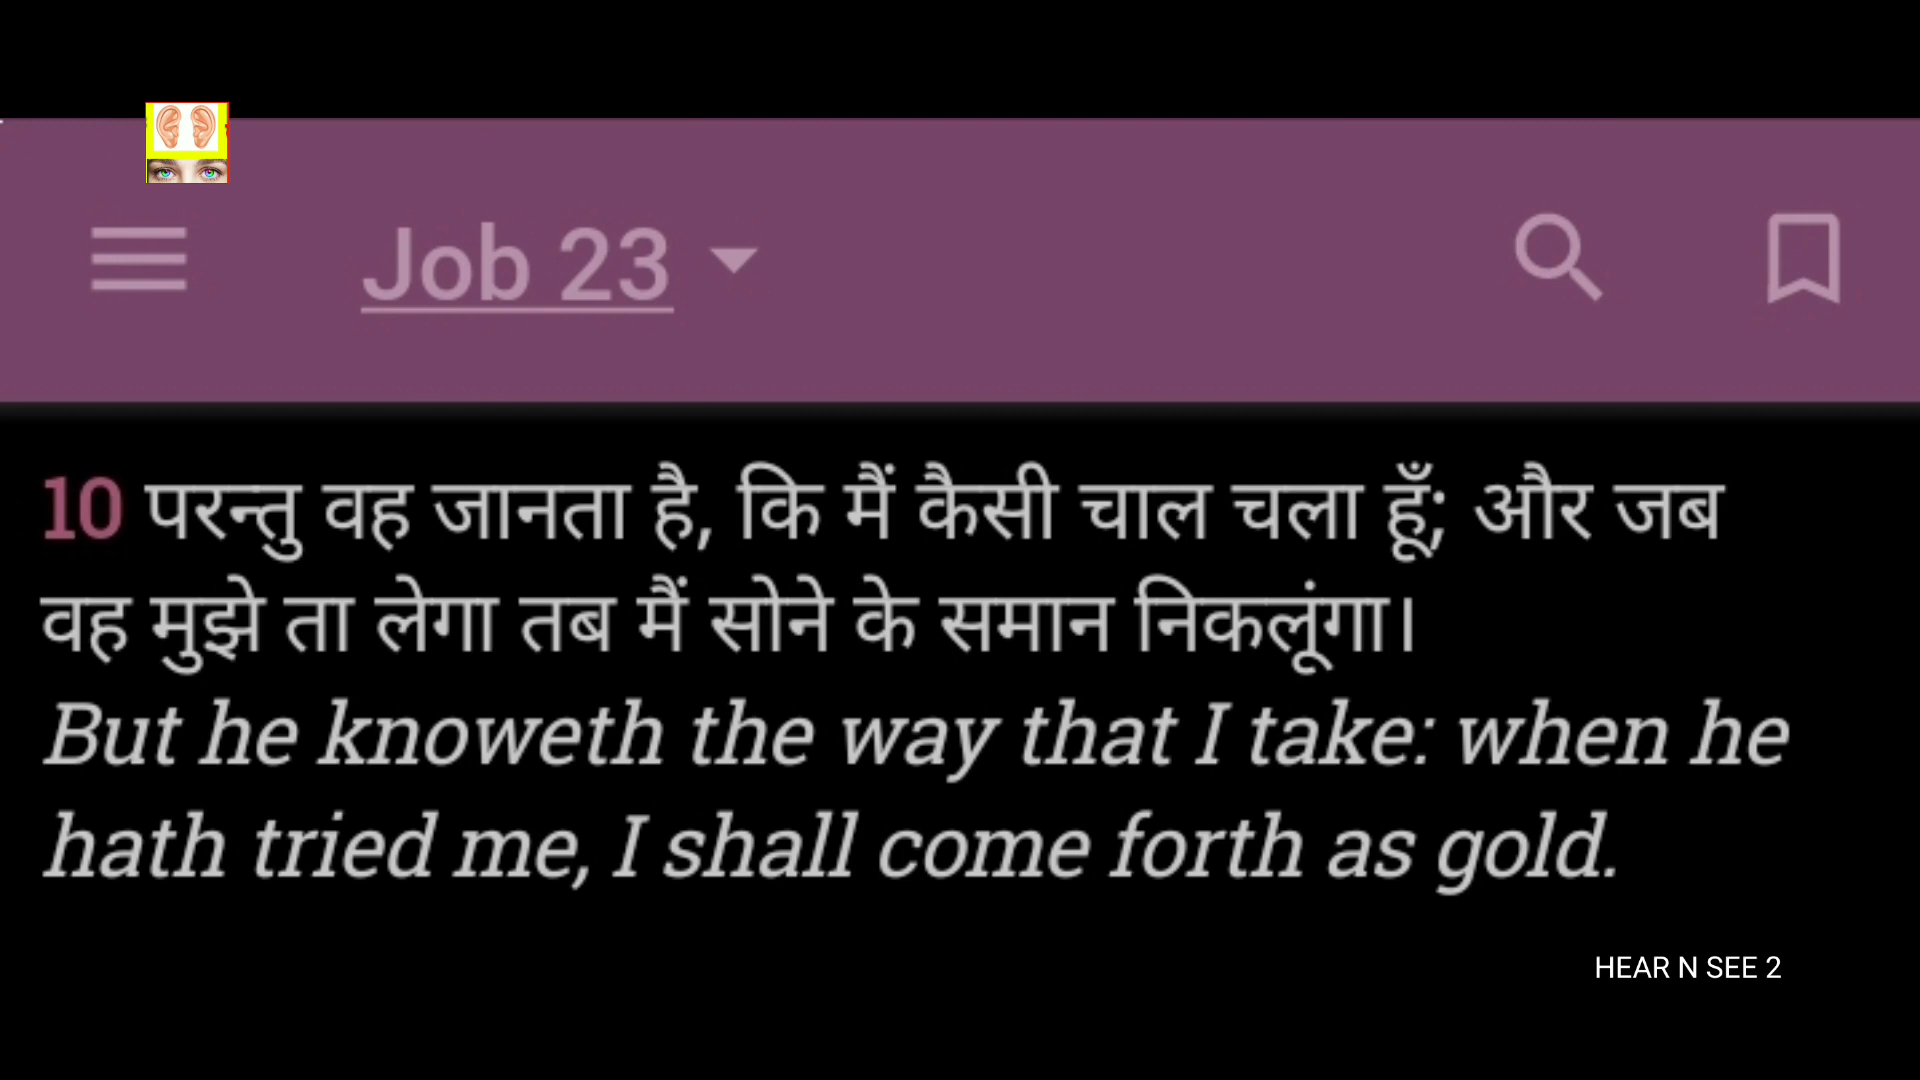 Job 23
10 परन्तु वह जानता है, कि मैं कैसी चाल चला हूँ; और जब
वह मुझे ता लेगा तब मैं सोने के समान निकलूंगा।
But he knoweth the way that I take: when he
hath tried me, I shall come forth as gold.
HEAR N SEE 2